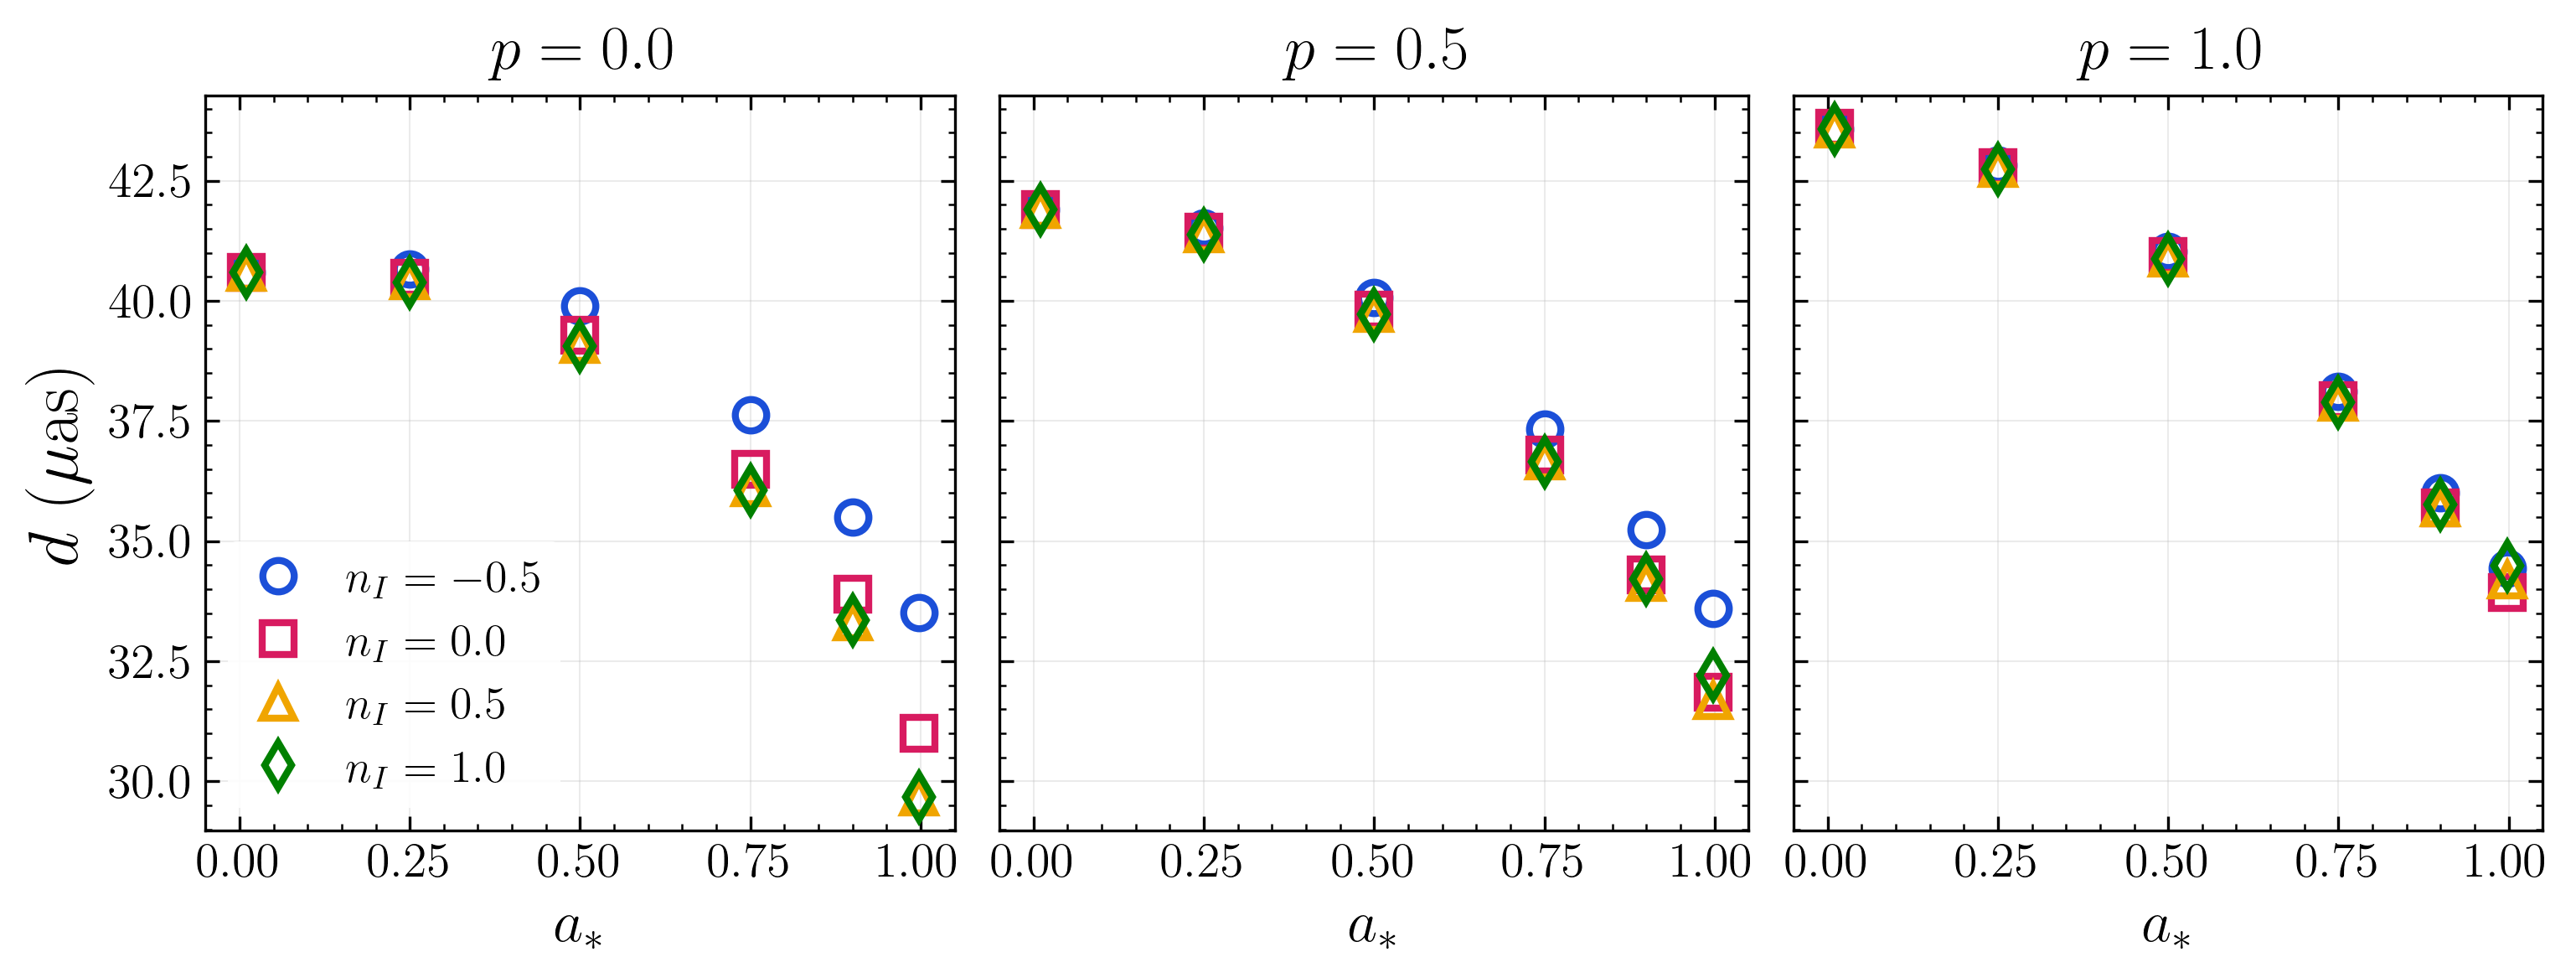 p = 0.0
p = 0.5
p = 1.0
d (μas)
42.5
40.0
37.5
35.0
32.5
30.0
n_I = −0.5
n_I = 0.0
n_I = 0.5
n_I = 1.0
0.00 0.25 0.50 0.75 1.00
0.00 0.25 0.50 0.75 1.00
0.00 0.25 0.50 0.75 1.00
a_*
a_*
a_*